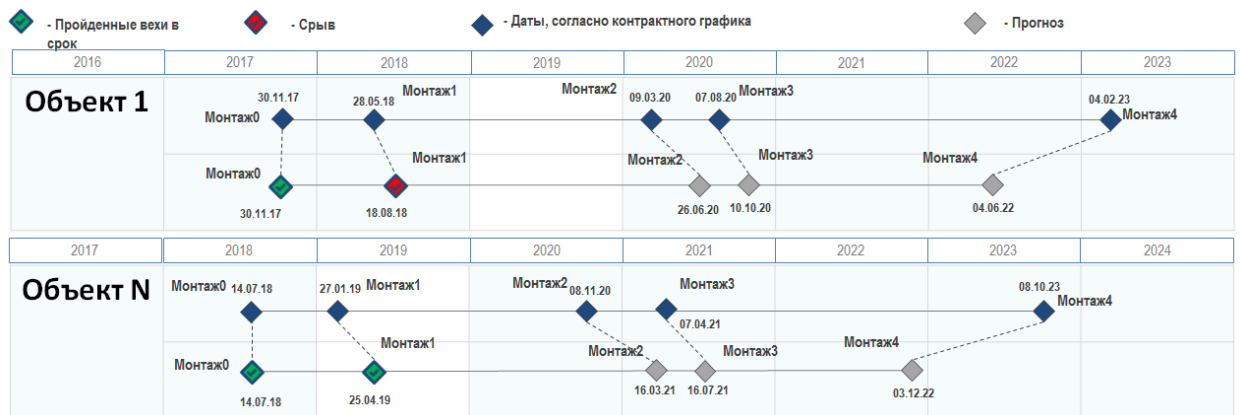 - Пройденные вехи в
срок
- Срыв
- Даты, согласно контрактного графика
- Прогноз
2016 2017 2018 2019 2020 2021 2022 2023
Объект 1
30.11.17 28.05.18 Монтаж1 Монтаж2 09.03.20 07.08.20 Монтаж3 04.02.23
Монтаж0 Монтаж4
Монтаж0 Монтаж1 Монтаж2 Монтаж3 Монтаж4
30.11.17 18.08.18 26.06.20 10.10.20 04.06.22
2017 2018 2019 2020 2021 2022 2023 2024
Объект N
Монтаж0 14.07.18 27.01.19 Монтаж1 Монтаж2 08.11.20 Монтаж3 08.10.23
Монтаж4
07.04.21
Монтаж0 Монтаж1 Монтаж2 Монтаж3 Монтаж4
14.07.18 25.04.19 16.03.21 16.07.21 03.12.22